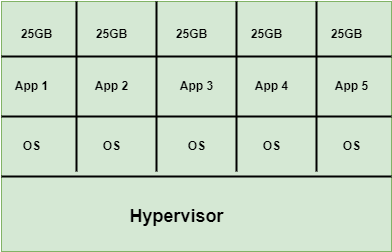 25GB 25GB 25GB 25GB 25GB
App 1 App 2 App 3 App 4 App 5
OS OS OS OS OS
Hypervisor